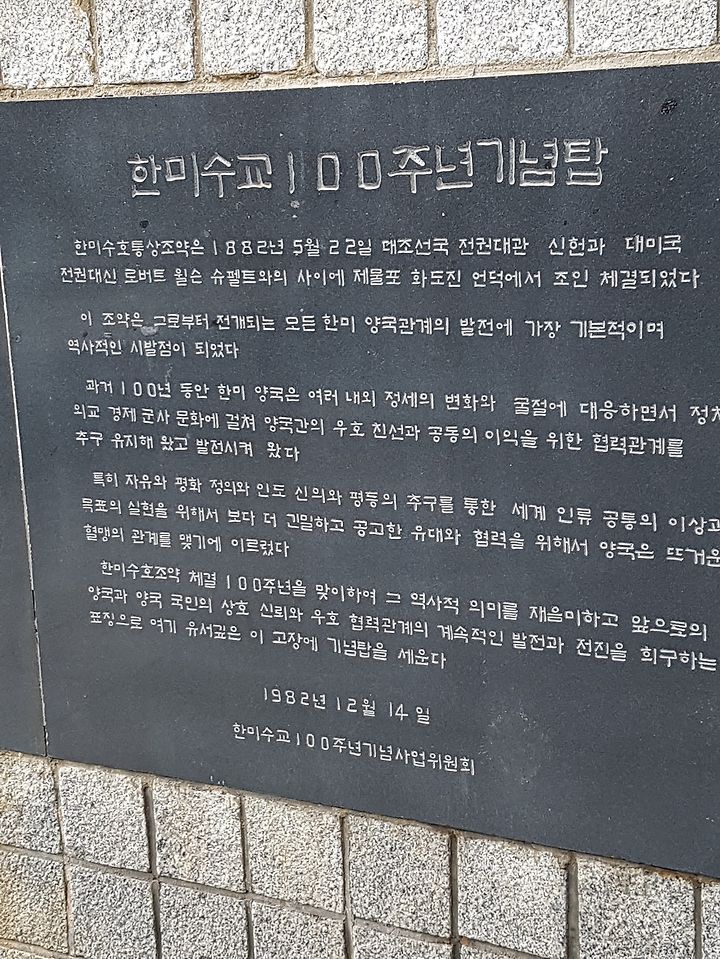 한미수교100주년기념탑
한미수호통상조약은 1882년 5월 22일 대조선국 전권대관 신헌과 대미국
전권대신 로버트 윌슨 슈펠트와의 사이에 제물포 화도진 언덕에서 조인 체결되었다
이 조약은 그로부터 전개되는 모든 한미 양국관계의 발전에 가장 기본적이며
역사적인 시발점이 되었다
과거 100년 동안 한미 양국은 여러 내외 정세의 변화와 굴절에 대응하면서 정치
외교 경제 군사 문화에 걸쳐 양국간의 우호 친선과 공동의 이익을 위한 협력관계를
추구 유지해 왔고 발전시켜 왔다
특히 자유와 평화 정의와 인도 신의와 평등의 추구를 통한 세계 인류 공통의 이상과
목표의 실현을 위해서 보다 더 긴밀하고 공고한 유대와 협력을 위해서 양국은 뜨거운
혈맹의 관계를 맺기에 이르렀다
한미수호조약 체결 100주년을 맞이하여 그 역사적 의미를 재음미하고 앞으로의
양국과 양국 국민의 상호 신뢰와 우호 협력관계의 계속적인 발전과 전진을 희구하는
표징으로 여기 유서깊은 이 고장에 기념탑을 세운다
1982년 12월 14일
한미수교100주년기념사업위원회